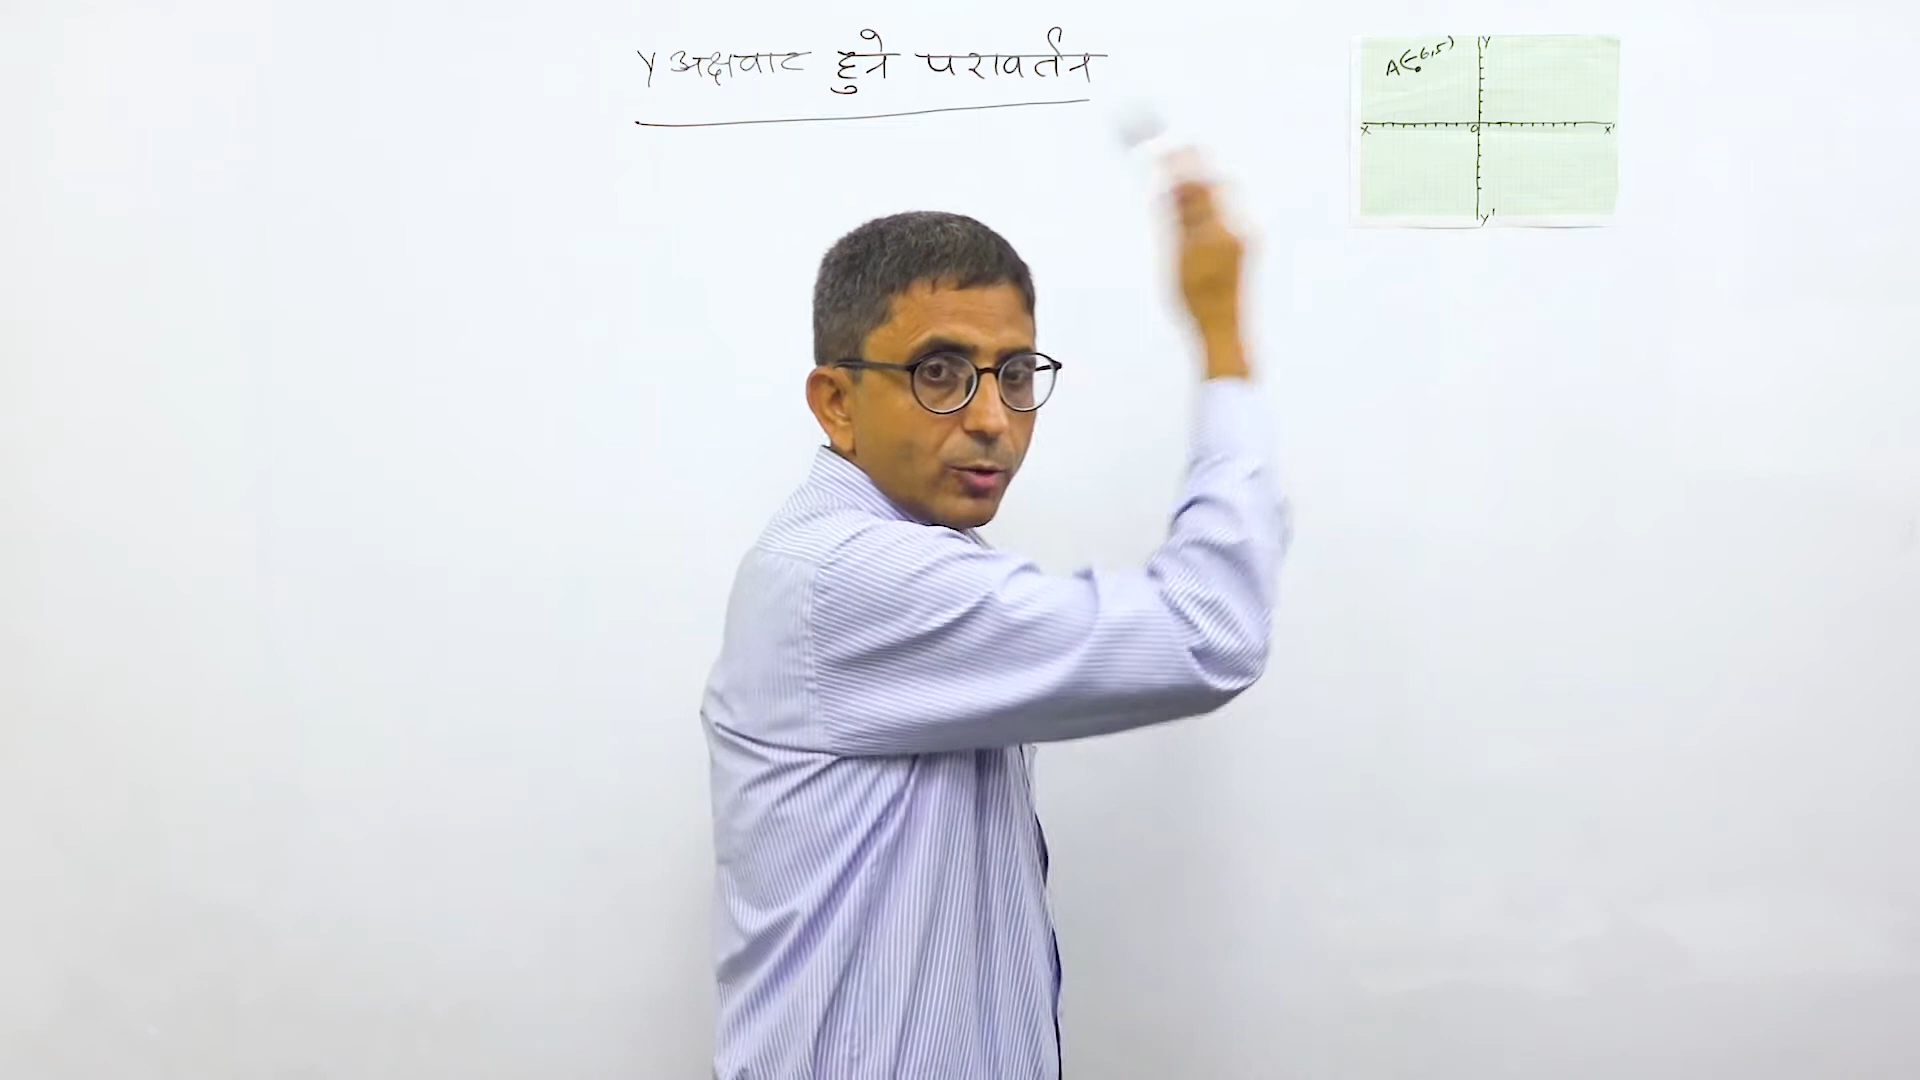 Y अक्षबाट हुने परावर्तन
Y
A(-6,5)
X O X'
Y'